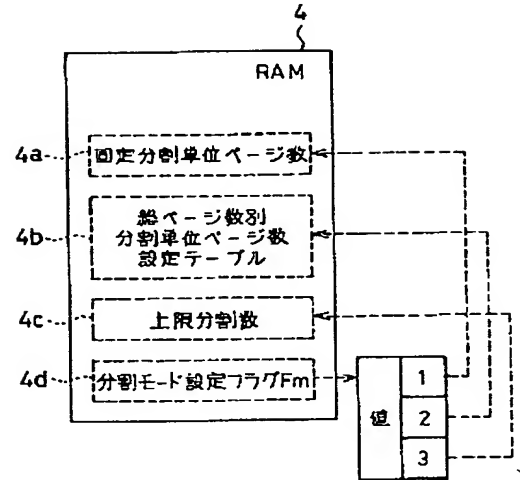 4
RAM
4a
固定分割単位ページ数
4b
総ページ数別
分割単位ページ数
設定テーブル
4c
上限分割数
4d
分割モード設定フラグFm
値
1
2
3